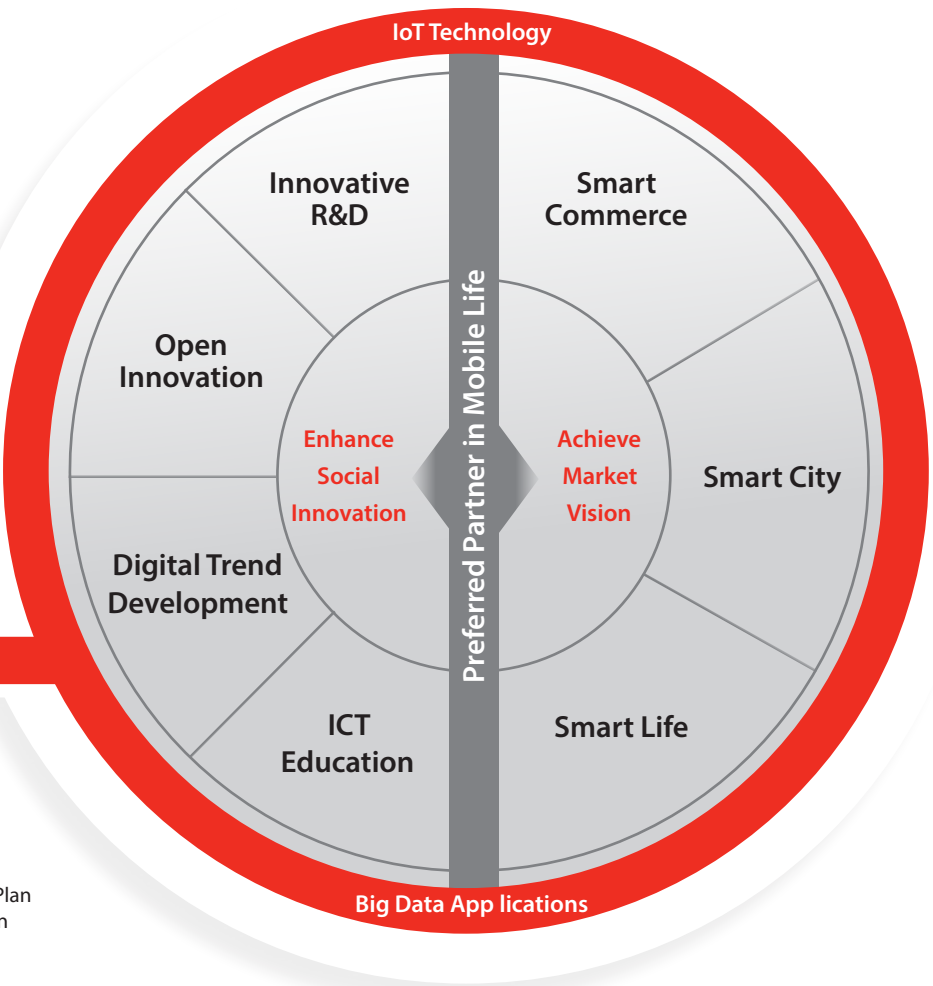 IoT Technology
Innovative
R&D
Smart
Commerce
Open
Innovation
Enhance
Social
Innovation
Preferred Partner in Mobile Life
Achieve
Market
Vision
Smart City
Digital Trend
Development
ICT
Education
Smart Life
Plan
Big Data App lications